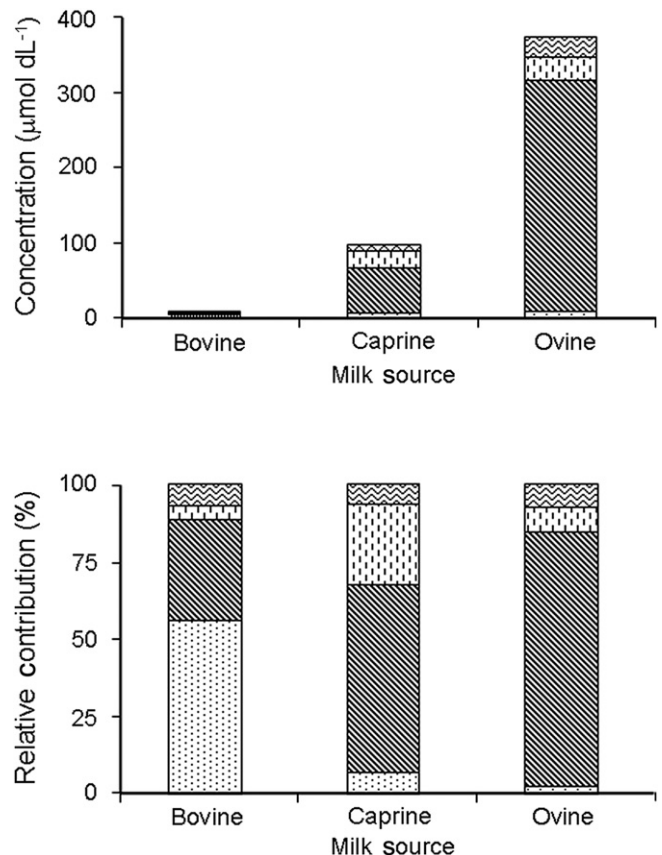 Concentration (µmol dL⁻¹)
400
300
200
100
0
Bovine Caprine Ovine
Milk source
Relative contribution (%)
100
75
50
25
0
Bovine Caprine Ovine
Milk source